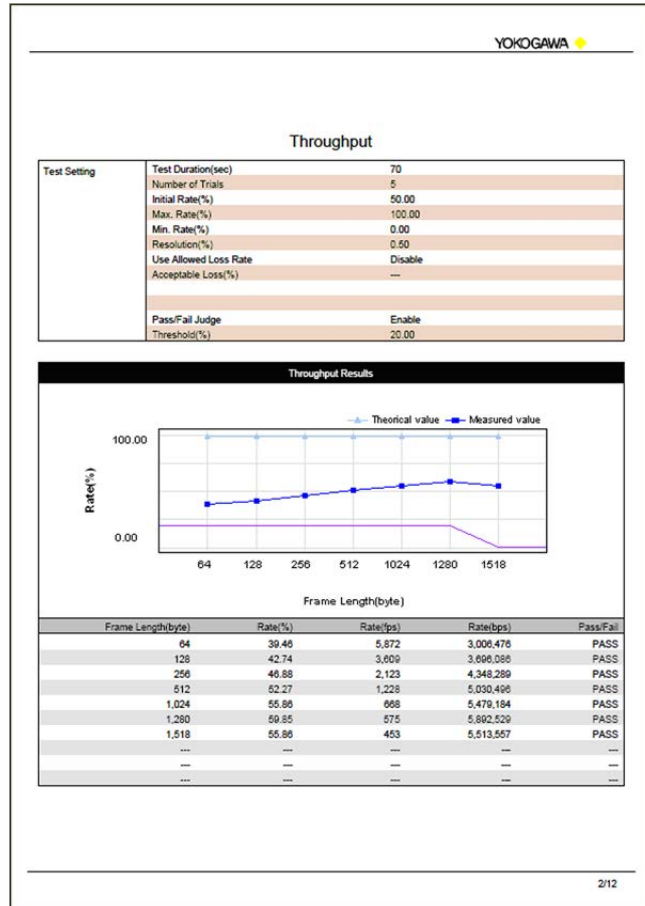 YOKOGAWA
Throughput
Test Setting
Test Duration(sec) 70
Number of Trials 5
Initial Rate(%) 50.00
Max. Rate(%) 100.00
Min. Rate(%) 0.00
Resolution(%) 0.50
Use Allowed Loss Rate Disable
Acceptable Loss(%) ---
Pass/Fail Judge Enable
Threshold(%) 20.00
Throughput Results
Theorical value Measured value
100.00
Rate(%)
0.00
64 128 256 512 1024 1280 1518
Frame Length(byte)
Frame Length(byte) Rate(%) Rate(fps) Rate(bps) Pass/Fail
64 39.46 5,872 3,006,476 PASS
128 42.74 3,609 3,696,086 PASS
256 46.88 2,123 4,348,289 PASS
512 52.27 1,228 5,030,496 PASS
1,024 55.86 668 5,479,184 PASS
1,280 59.85 575 5,892,529 PASS
1,518 55.86 453 5,513,557 PASS
--- --- --- --- ---
--- --- --- --- ---
--- --- --- --- ---
2/12